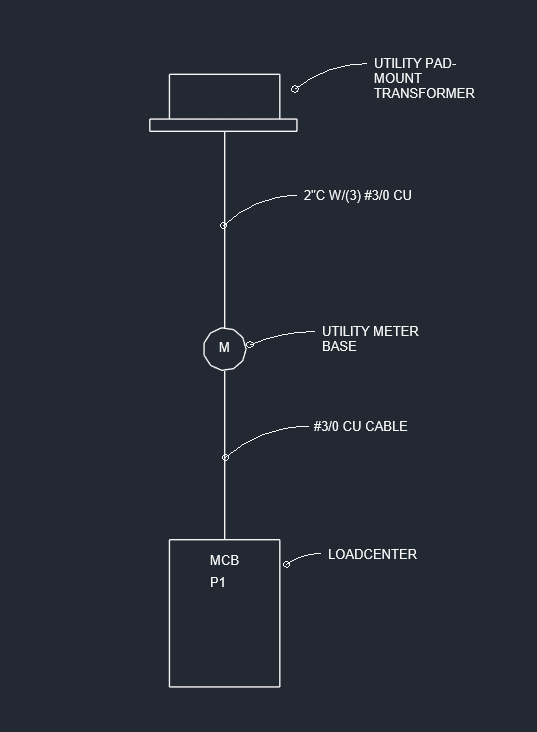 UTILITY PAD-
MOUNT
TRANSFORMER
2"C W/(3) #3/0 CU
UTILITY METER
BASE
M
#3/0 CU CABLE
MCB
P1
LOADCENTER